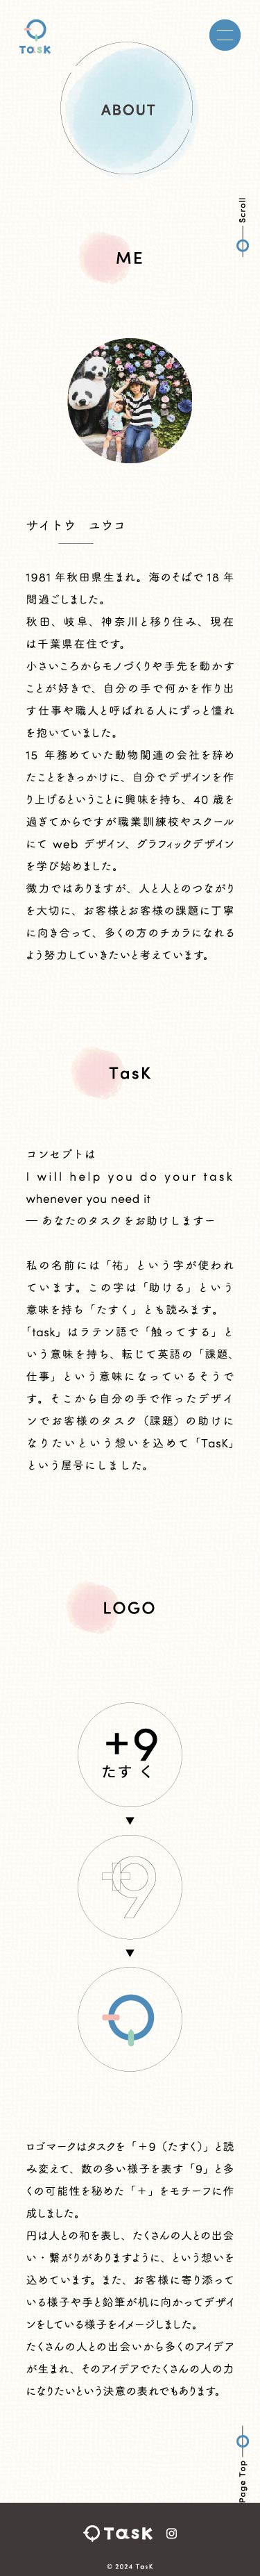 TasK
ABOUT
Scroll
ME
サイトウ　ユウコ
1981 年秋田県生まれ。海のそばで 18 年
間過ごしました。
秋田、岐阜、神奈川と移り住み、現在
は千葉県在住です。
小さいころからモノづくりや手先を動かす
ことが好きで、自分の手で何かを作り出
す仕事や職人と呼ばれる人にずっと憧れ
を抱いていました。
15 年務めていた動物関連の会社を辞め
たことをきっかけに、自分でデザインを作
り上げるということに興味を持ち、40 歳を
過ぎてからですが職業訓練校やスクール
にて web デザイン、グラフィックデザイン
を学び始めました。
微力ではありますが、人と人とのつながり
を大切に、お客様とお客様の課題に丁寧
に向き合って、多くの方のチカラになれる
よう努力していきたいと考えています。
TasK
コンセプトは
I will help you do your task
whenever you need it
― あなたのタスクをお助けします―
私の名前には「祐」という字が使われ
ています。この字は「助ける」という
意味を持ち「たすく」とも読みます。
「task」はラテン語で「触ってする」と
いう意味を持ち、転じて英語の「課題、
仕事」という意味になっているそうで
す。そこから自分の手で作ったデザイ
ンでお客様のタスク（課題）の助けに
なりたいという想いを込めて「TasK」
という屋号にしました。
LOGO
+9
たす く
▼
+9
▼
ロゴマークはタスクを「＋9（たすく）」と読
み変えて、数の多い様子を表す「9」と多
くの可能性を秘めた「＋」をモチーフに作
成しました。
円は人との和を表し、たくさんの人との出会
い・繋がりがありますように、という想いを
込めています。また、お客様に寄り添って
いる様子や手と鉛筆が机に向かってデザイ
ンをしている様子をイメージしました。
たくさんの人との出会いから多くのアイデア
が生まれ、そのアイデアでたくさんの人の力
になりたいという決意の表れでもあります。
Page Top
TasK
© 2024 TasK